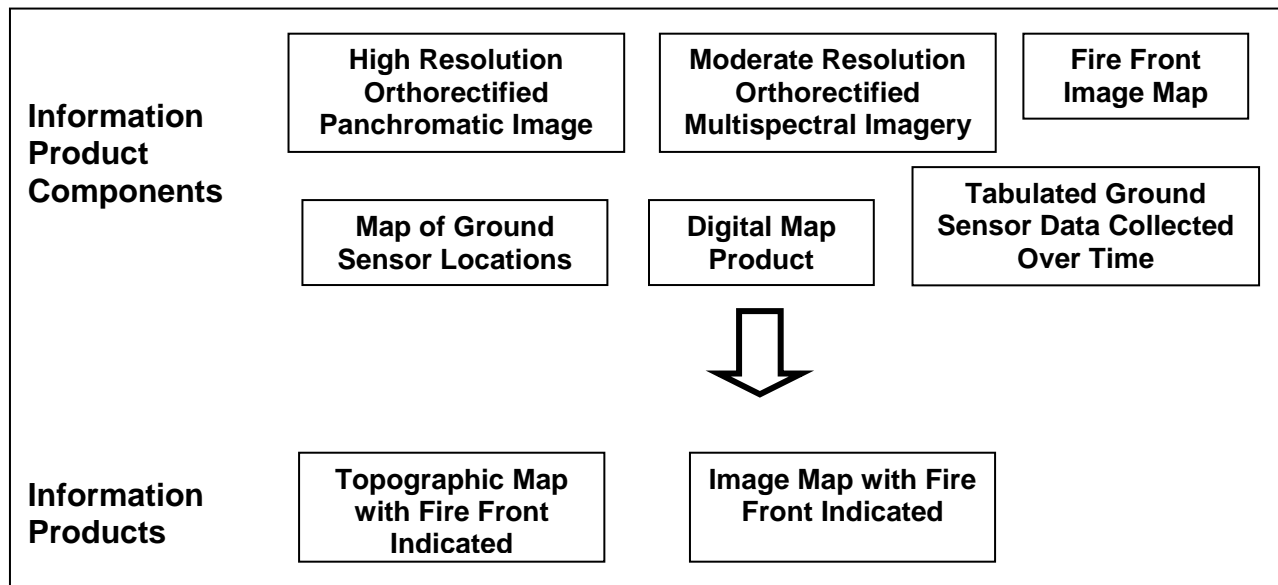 High Resolution
Orthorectified
Panchromatic Image
Moderate Resolution
Orthorectified
Multispectral Imagery
Fire Front
Image Map
Information
Product
Components
Map of Ground
Sensor Locations
Digital Map
Product
Tabulated Ground
Sensor Data Collected
Over Time
Information
Products
Topographic Map
with Fire Front
Indicated
Image Map with Fire
Front Indicated